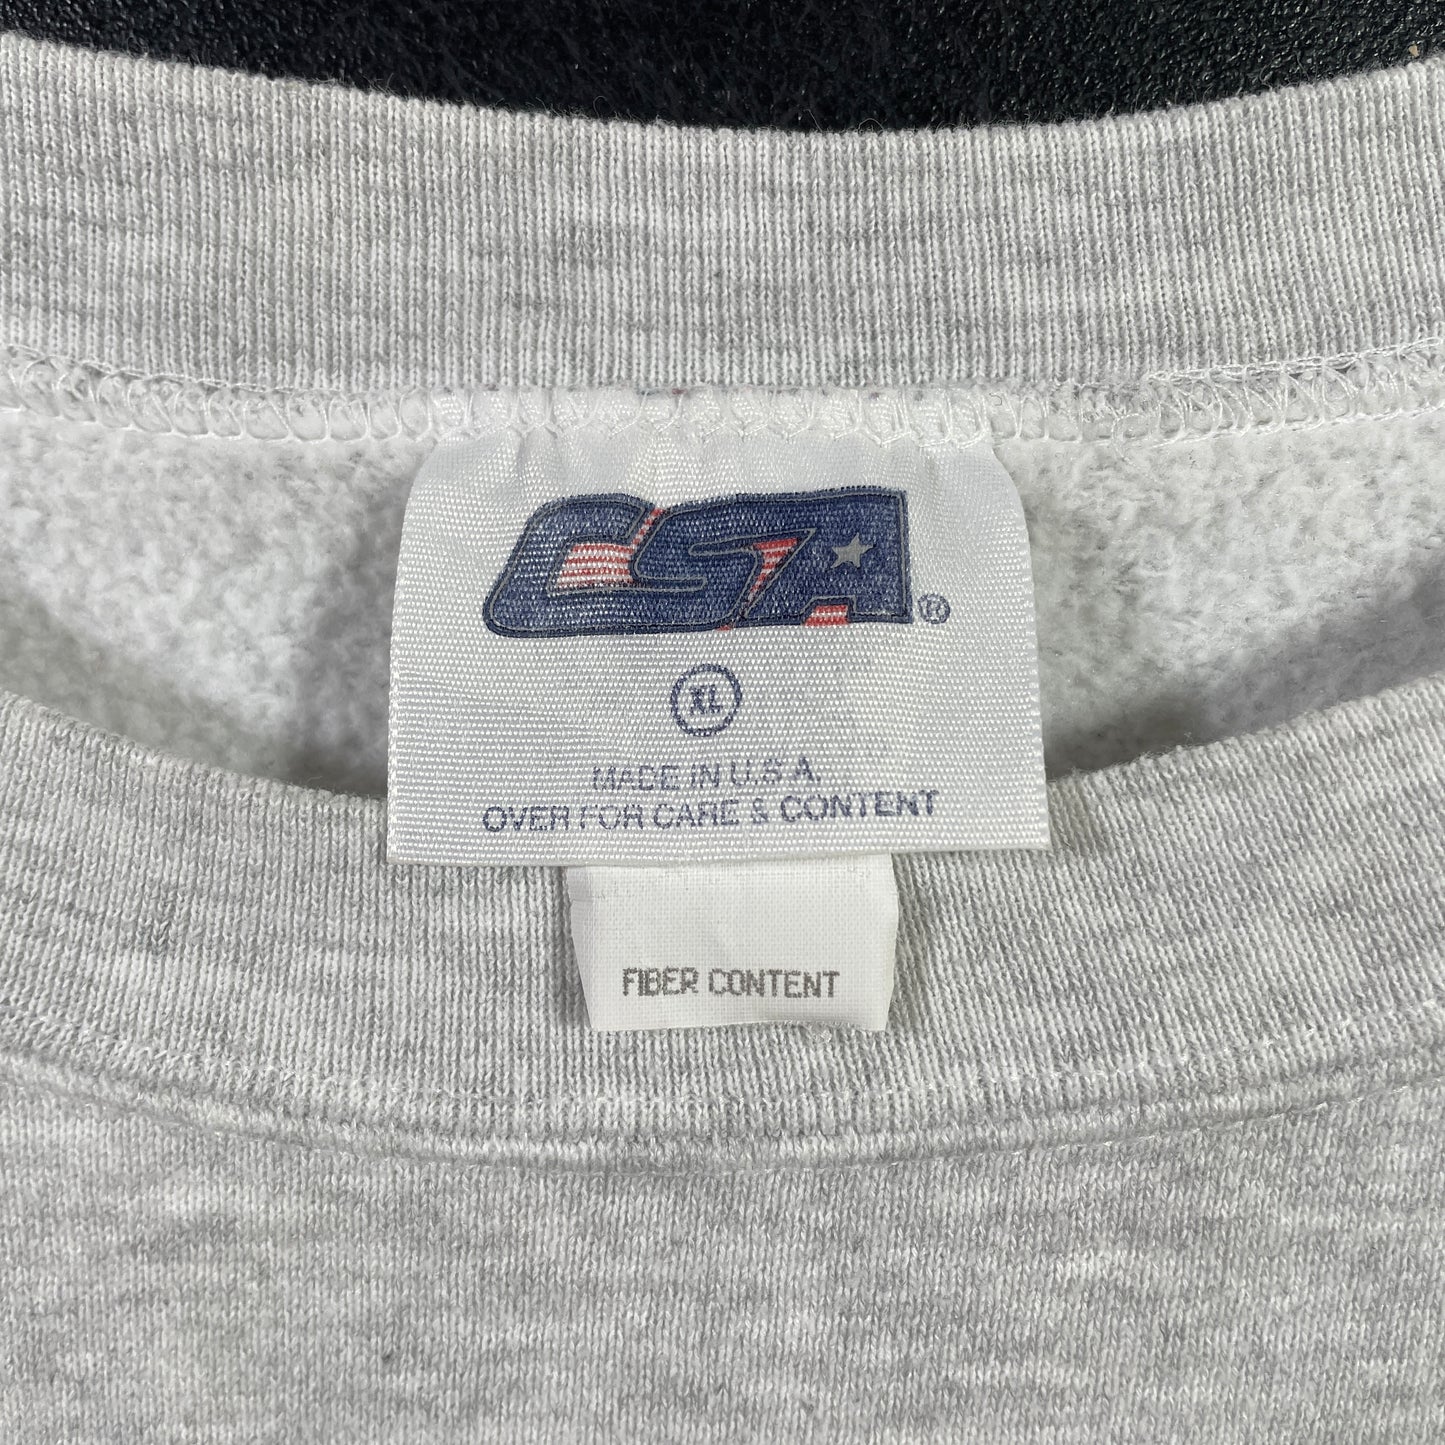 CSA®
XL
MADE IN U.S.A.
OVER FOR CARE & CONTENT
FIBER CONTENT